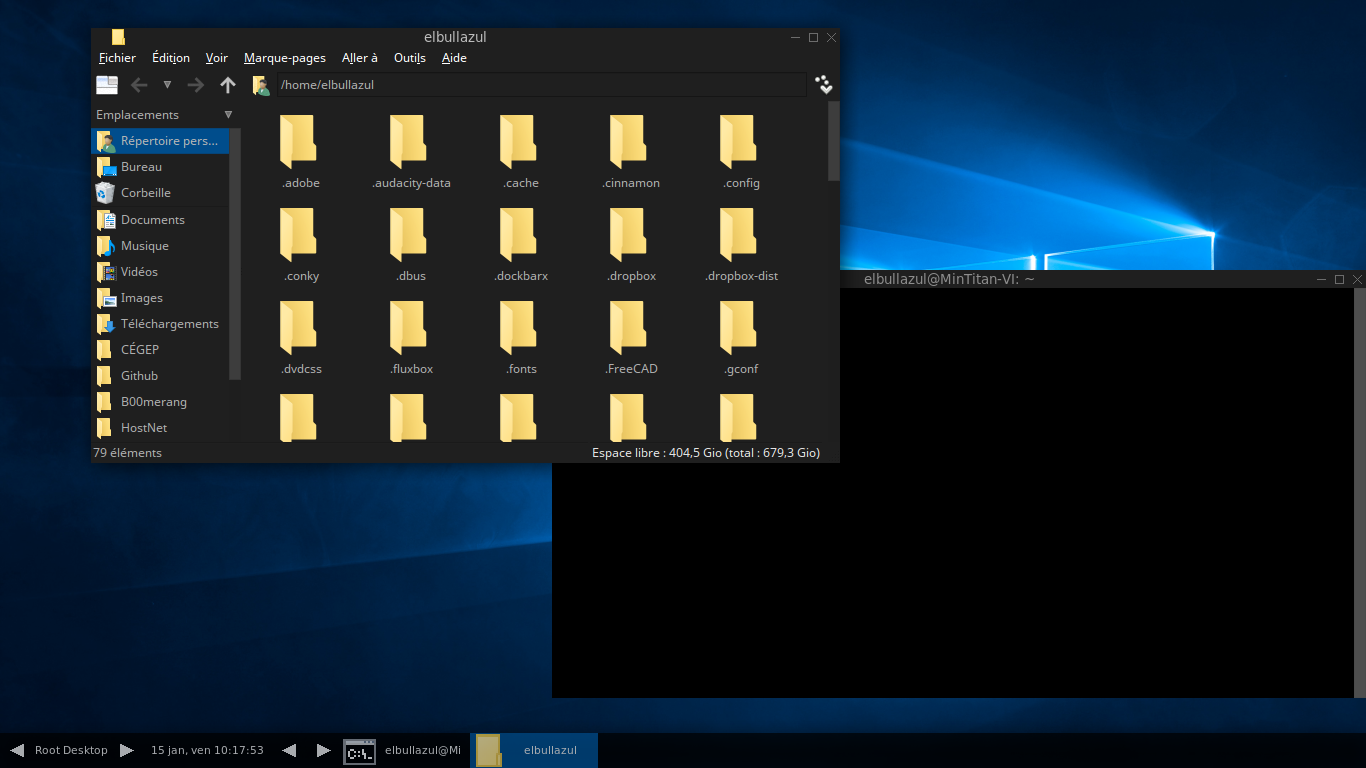 elbullazul
Fichier Édition Voir Marque-pages Aller à Outils Aide
/home/elbullazul
Emplacements
Répertoire pers...
Bureau
Corbeille
Documents
Musique
Vidéos
Images
Téléchargements
CÉGEP
Github
B00merang
HostNet
.adobe .audacity-data .cache .cinnamon .config
.conky .dbus .dockbarx .dropbox .dropbox-dist
.dvdcss .fluxbox .fonts .FreeCAD .gconf
79 éléments
Espace libre : 404,5 Gio (total : 679,3 Gio)
elbullazul@MinTitan-VI: ~
Root Desktop 15 jan, ven 10:17:53 C:\. elbullazul@Mi elbullazul